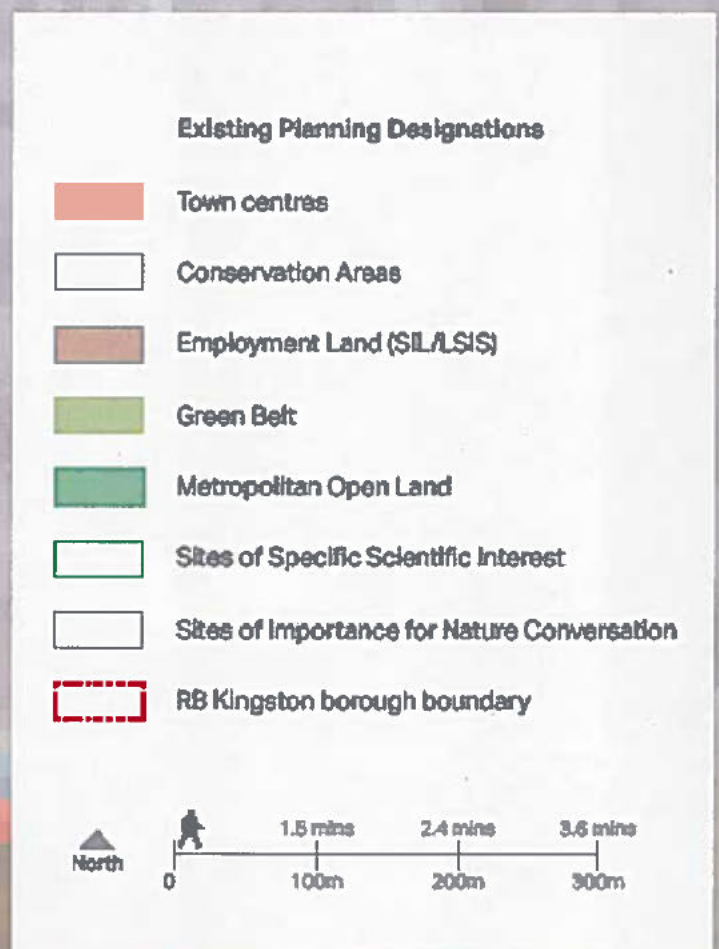 Existing Planning Designations
Town centres
Conservation Areas
Employment Land (SIL/LSIS)
Green Belt
Metropolitan Open Land
Sites of Specific Scientific Interest
Sites of Importance for Nature Conversation
RB Kingston borough boundary
1.5 mins 2.4 mins 3.6 mins
North
0 100m 200m 300m